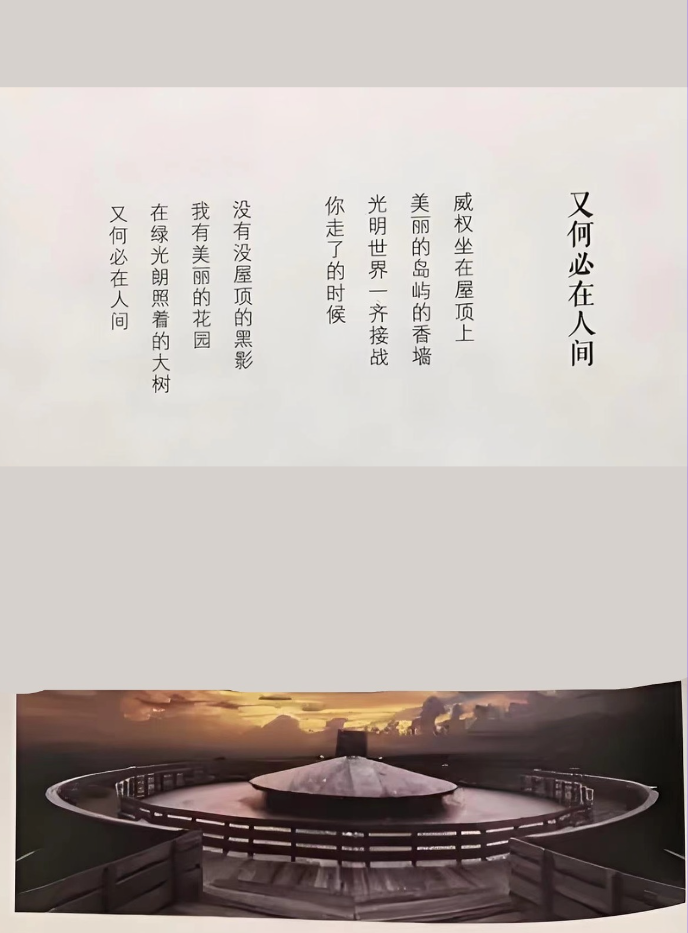 又何必在人间
威权坐在屋顶上
美丽的岛屿的香墙
光明世界一齐接战
你走了的时候
没有没屋顶的黑影
我有美丽的花园
在绿光朗照着的大树
又何必在人间